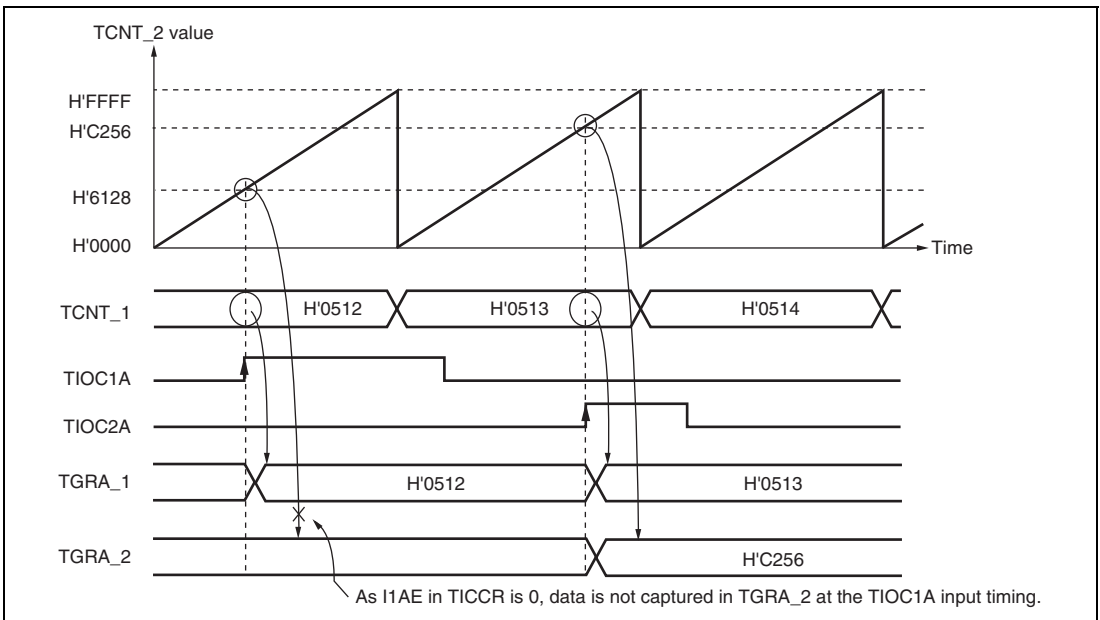 TCNT_2 value
H'FFFF
H'C256
H'6128
H'0000
Time
TCNT_1 H'0512 H'0513 H'0514
TIOC1A
TIOC2A
TGRA_1 H'0512 H'0513
TGRA_2 H'C256
As I1AE in TICCR is 0, data is not captured in TGRA_2 at the TIOC1A input timing.